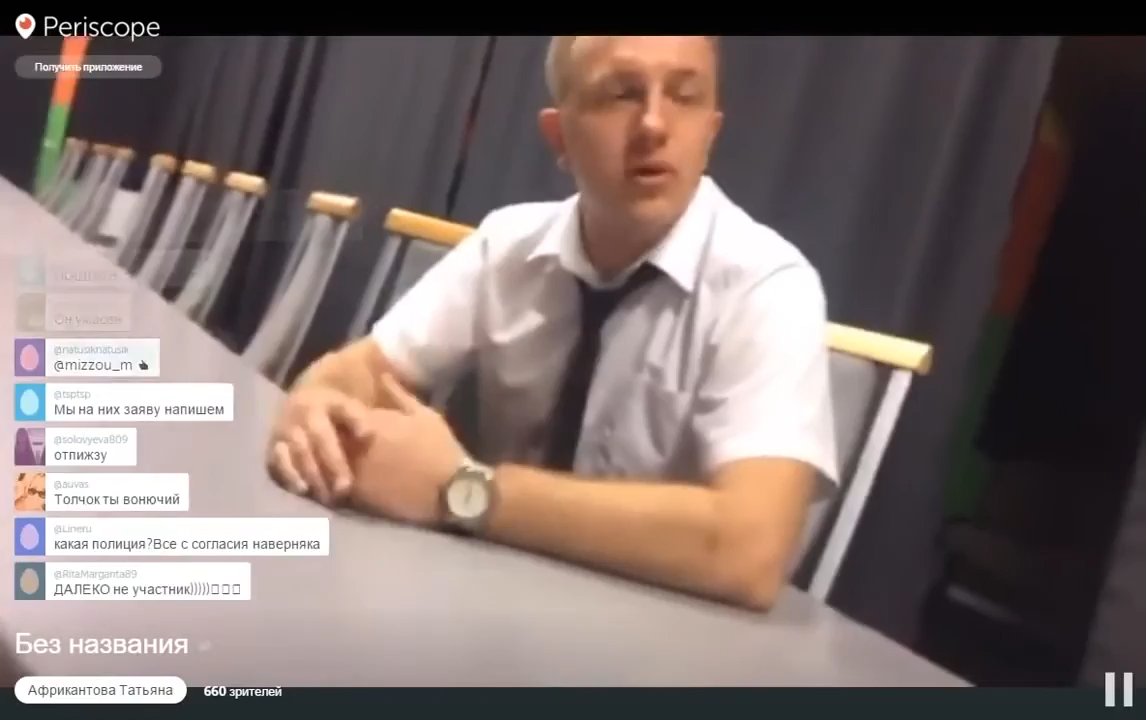 Periscope
Получить приложение
@natusiknatusik
@mizzou_m
@tsptsp
Мы на них заяву напишем
@solovyeva809
отпижзу
@auvas
Толчок ты вонючий
@Lineru
какая полиция?Все с согласия наверняка
@RitaMargarita89
ДАЛЕКО не участник)))))
Без названия
Африкантова Татьяна
660 зрителей